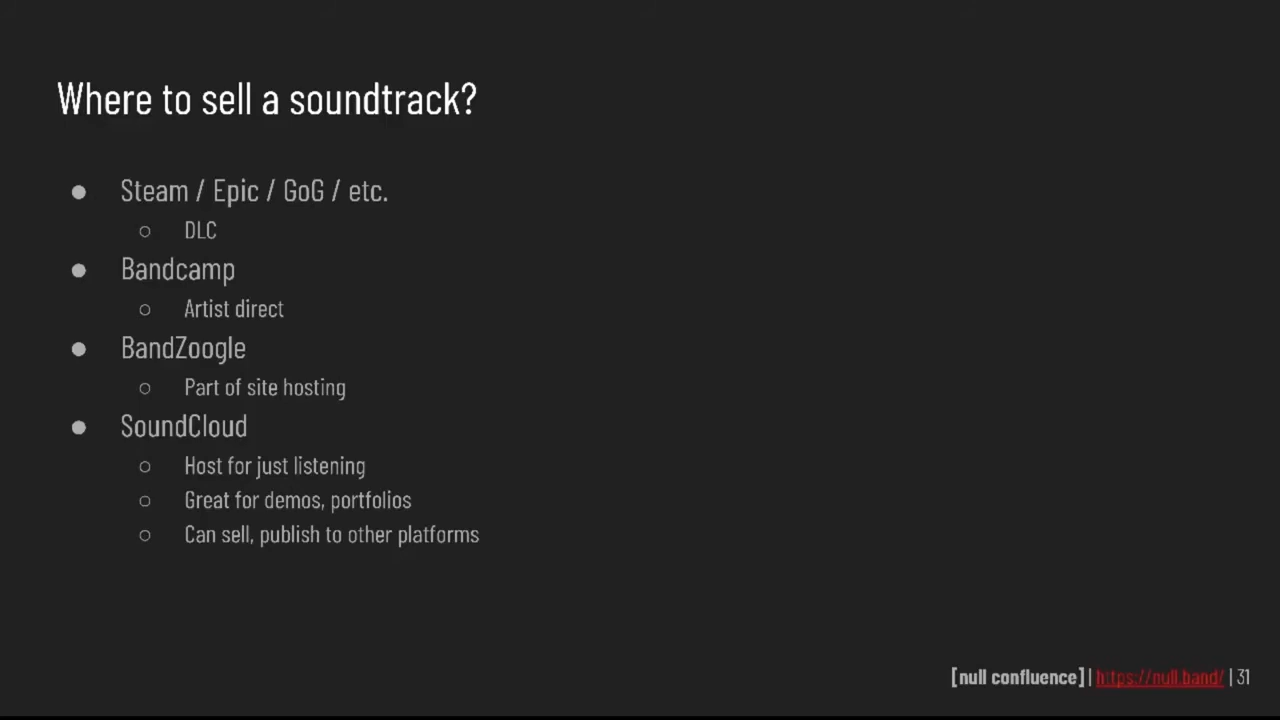 Where to sell a soundtrack?
● Steam / Epic / GoG / etc.
○ DLC
● Bandcamp
○ Artist direct
● BandZoogle
○ Part of site hosting
● SoundCloud
○ Host for just listening
○ Great for demos, portfolios
○ Can sell, publish to other platforms
[null confluence] | https://null.band/ | 31